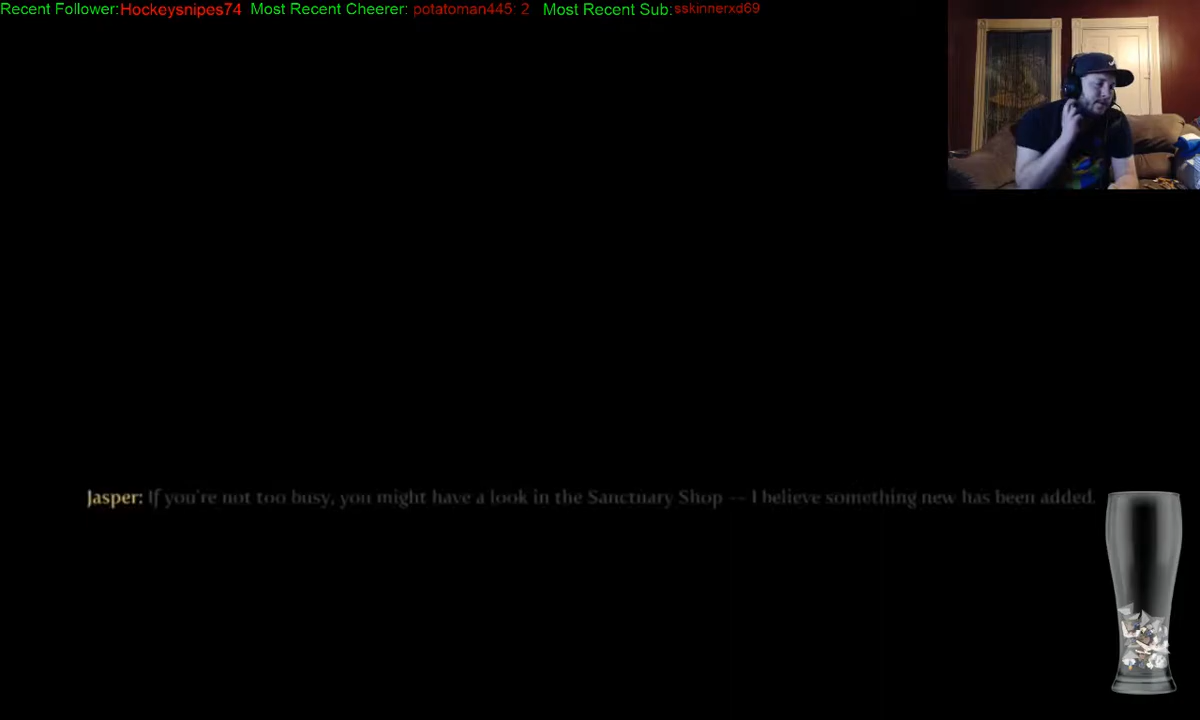 Recent Follower:Hockeysnipes74 Most Recent Cheerer: potatoman445: 2 Most Recent Sub:sskinnerxd69
Jasper: If you're not too busy, you might have a look in the Sanctuary Shop -- I believe something new has been added.